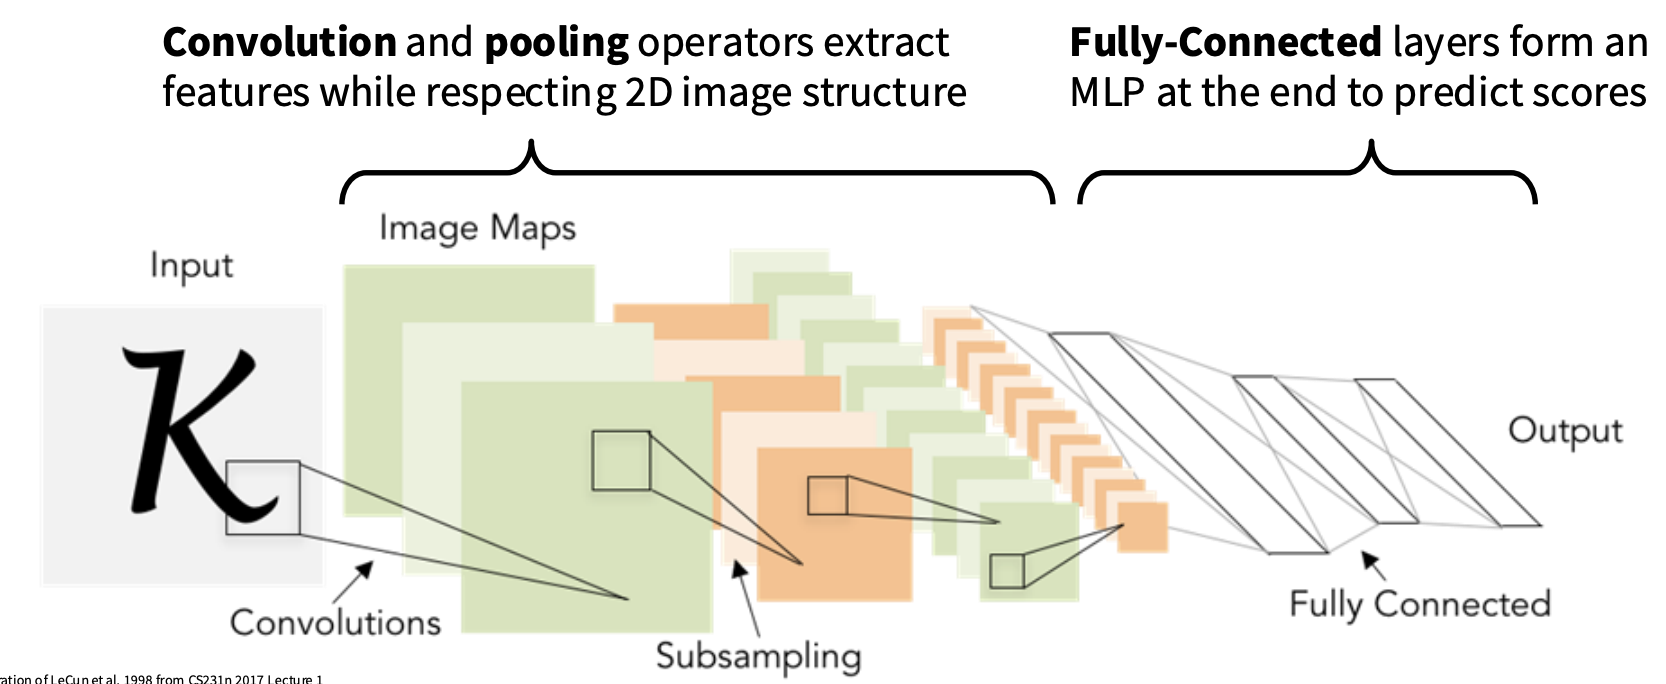 Convolution and pooling operators extract
features while respecting 2D image structure
Fully-Connected layers form an
MLP at the end to predict scores
Image Maps
Input
K
Output
Convolutions
Subsampling
Fully Connected
of LeCun et al. 1998 from CS231n 2017 Lecture 1